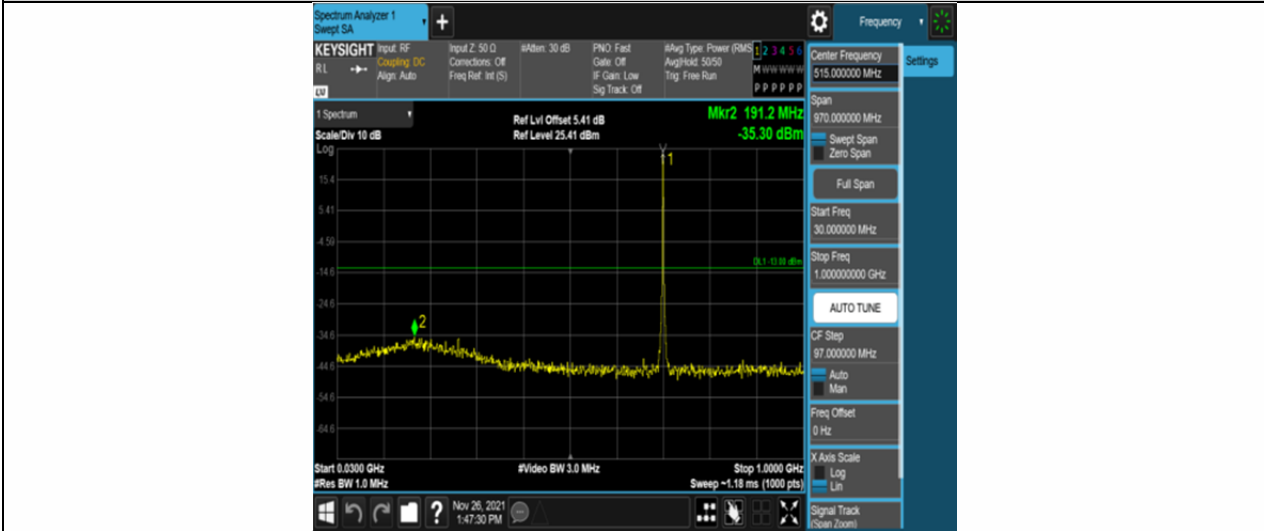 Spectrum Analyzer 1
Swept SA
Frequency
KEYSIGHT
Input: RF
Coupling: DC
Align: Auto
Input Z: 50 Ω
Corrections: Off
Freq Ref: Int (S)
#Atten: 30 dB
PNO: Fast
Gate: Off
IF Gain: Low
Sig Track: Off
#Avg Type: Power (RMS
Avg|Hold: 50/50
Trig: Free Run
1 2 3 4 5 6
M W W W W W
P P P P P P
R L
1 Spectrum
Scale/Div 10 dB
Ref Lvl Offset 5.41 dB
Ref Level 25.41 dBm
Mkr2 191.2 MHz
-35.30 dBm
Log
15.4
5.41
-4.59
-14.6
-24.6
-34.6
-44.6
-54.6
-64.6
1
2
DL1 -13.00 dBm
Start 0.0300 GHz
#Video BW 3.0 MHz
Stop 1.0000 GHz
#Res BW 1.0 MHz
Sweep ~1.18 ms (1000 pts)
Nov 26, 2021
1:47:30 PM
?
Center Frequency
515.000000 MHz
Settings
Span
970.000000 MHz
Swept Span
Zero Span
Full Span
Start Freq
30.000000 MHz
Stop Freq
1.000000000 GHz
AUTO TUNE
CF Step
97.000000 MHz
Auto
Man
Freq Offset
0 Hz
X Axis Scale
Log
Lin
Signal Track
(Span Zoom)